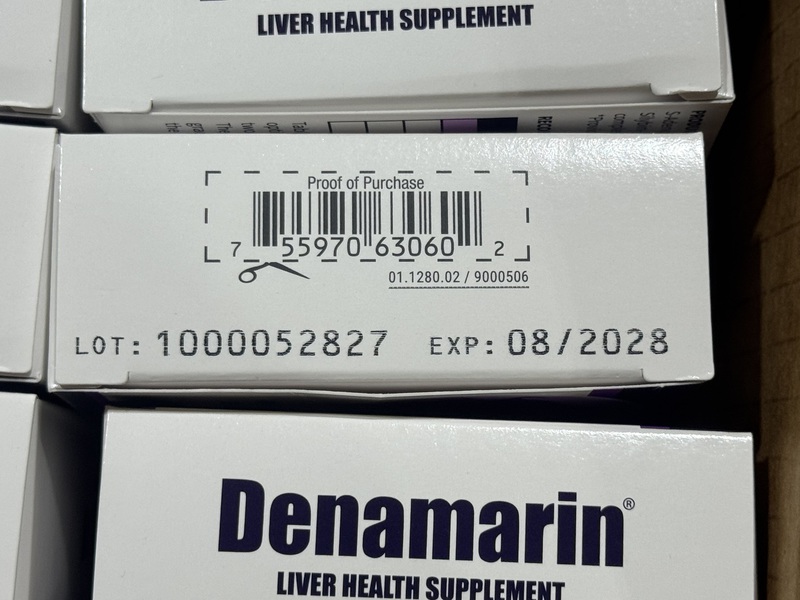 LIVER HEALTH SUPPLEMENT
Proof of Purchase
7 55970 63060 2
01.1280.02 / 9000506
LOT: 1000052827 EXP: 08/2028
Denamarin®
LIVER HEALTH SUPPLEMENT